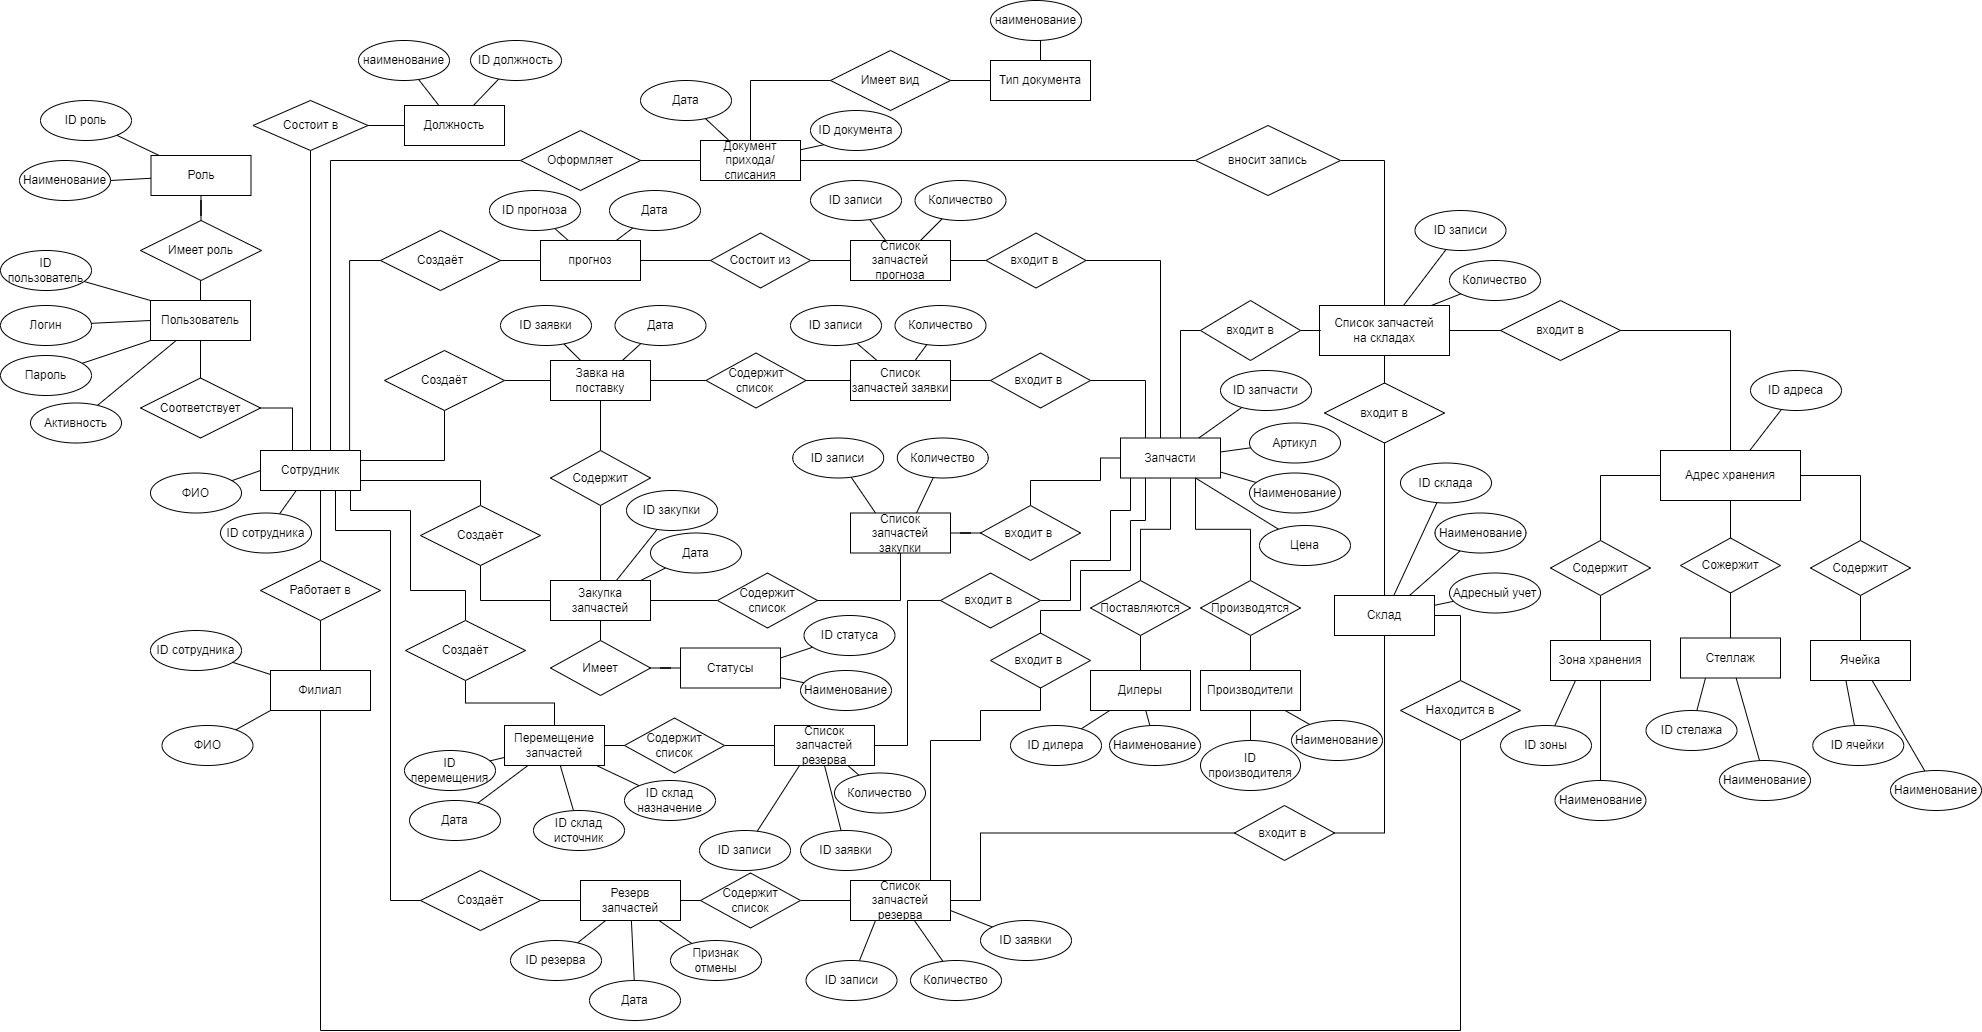 наименование
наименование
ID должность
Имеет вид
Тип документа
Дата
ID роль
Состоит в
Должность
ID документа
Оформляет
Документ
прихода/
списания
вносит запись
Роль
Наименование
ID прогноза
Дата
ID записи
Количество
ID записи
Имеет роль
Создаёт
прогноз
Состоит из
Список
запчастей
прогноза
входит в
ID
пользователь
Количество
Логин
Пользователь
ID заявки
Дата
ID записи
Количество
входит в
Список запчастей
на складах
входит в
Пароль
Создаёт
Завка на
поставку
Содержит
список
Список
запчастей заявки
входит в
ID запчасти
ID адреса
Активность
Соответствует
входит в
Артикул
Сотрудник
Содержит
ID записи
Количество
Запчасти
Адрес хранения
ФИО
Наименование
ID склада
ID закупки
ID сотрудника
Создаёт
Список
запчастей
закупки
входит в
Цена
Наименование
Дата
Содержит
Сожержит
Содержит
Работает в
Закупка
запчастей
Содержит
список
входит в
Поставляются
Производятся
Адресный учет
Склад
ID статуса
ID сотрудника
Создаёт
Имеет
Статусы
входит в
Зона хранения
Стеллаж
Ячейка
Филиал
Наименование
Дилеры
Производители
Находится в
ФИО
Перемещение
запчастей
Содержит
список
Список
запчастей
резерва
ID дилера
Наименование
Наименование
ID зоны
ID стелажа
ID ячейки
ID
перемещения
ID
производителя
Наименование
Наименование
Наименование
ID склад
назначение
Количество
Дата
ID склад
источник
входит в
ID записи
ID заявки
Создаёт
Резерв
запчастей
Содержит
список
Список
запчастей
резерва
ID заявки
ID резерва
Признак
отмены
ID записи
Количество
Дата